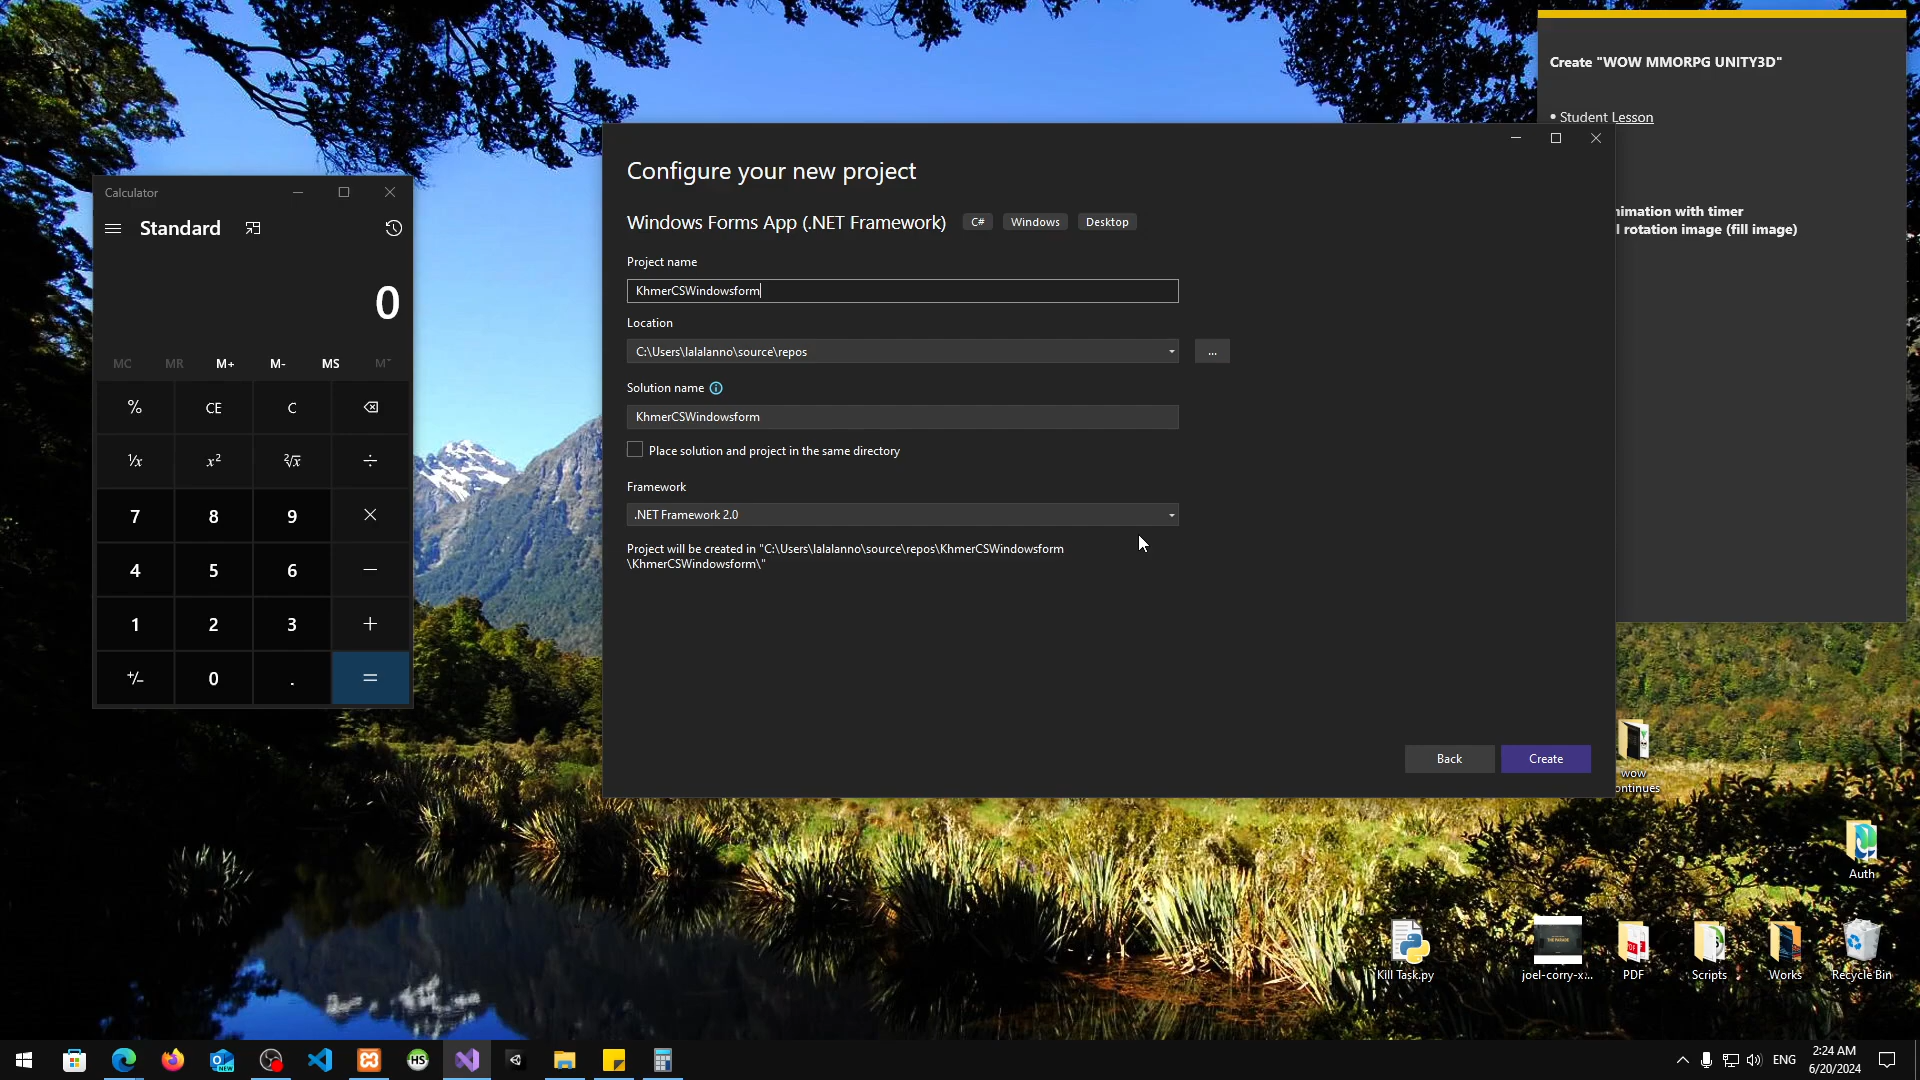 Create "WOW MMORPG UNITY3D"
• Student Lesson
nimation with timer
l rotation image (fill image)
Configure your new project
Windows Forms App (.NET Framework)
C#
Windows
Desktop
Project name
KhmerCSWindowsform
Location
C:\Users\lalalanno\source\repos
...
Solution name
KhmerCSWindowsform
Place solution and project in the same directory
Framework
.NET Framework 2.0
Project will be created in "C:\Users\lalalanno\source\repos\KhmerCSWindowsform
\KhmerCSWindowsform\"
Back
Create
Calculator
Standard
0
MC MR M+ M- MS M˅
% CE C
¹/x x² ²√x ÷
7 8 9 ×
4 5 6 −
1 2 3 +
+/− 0 . =
wow
ontinues
Auth
Kill Task.py
joel-corry-x...
PDF
Scripts
Works
Recycle Bin
NEW
HS
ENG
2:24 AM
6/20/2024